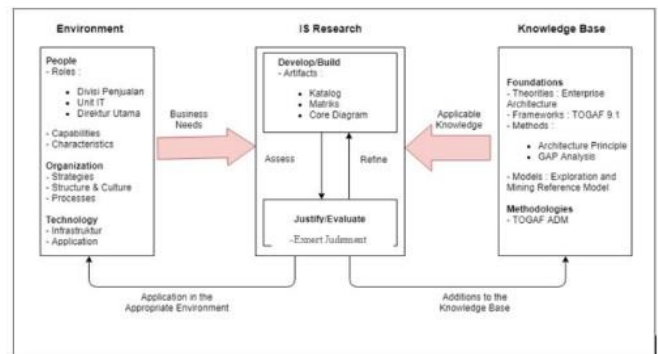 Environment
IS Research
Knowledge Base
People
- Roles :
• Divisi Penjualan
• Unit IT
• Direktur Utama
- Capabilities
- Characteristics
Organization
- Strategies
- Structure & Culture
- Processes
Technology
- Infrastruktur
- Application
Business
Needs
Develop/Build
- Artifacts :
• Katalog
• Matriks
• Core Diagram
Assess
Refine
Justify/Evaluate
-Expert Judgment
Applicable
Knowledge
Foundations
- Theorities : Enterprise
Architecture
- Frameworks : TOGAF 9.1
- Methods :
• Architecture Principle
• GAP Analysis
- Models : Exploration and
Mining Reference Model
Methodologies
- TOGAF ADM
Application in the
Appropriate Environment
Additions to the
Knowledge Base